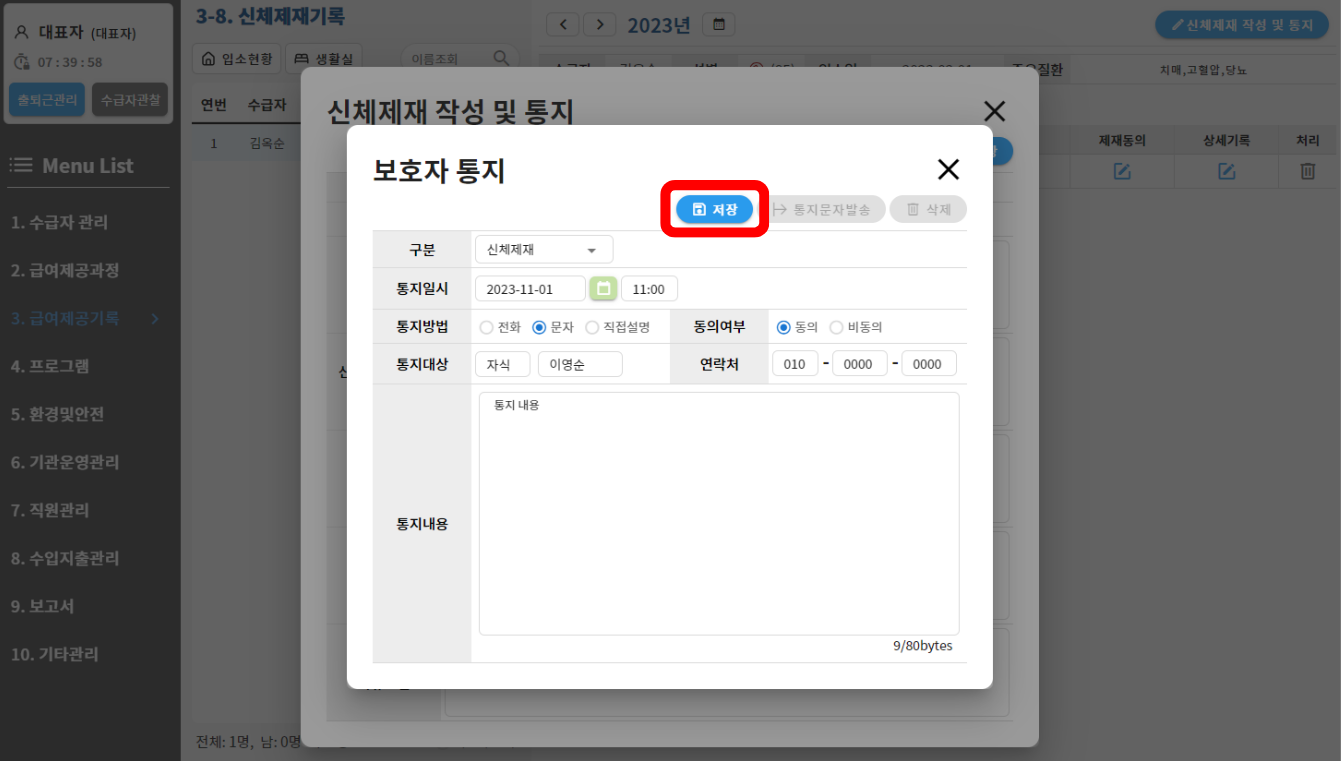 대표자 (대표자)
07 : 39 : 58
출퇴근관리 수급자관찰
Menu List
1. 수급자 관리
2. 급여제공과정
3. 급여제공기록
4. 프로그램
5. 환경및안전
6. 기관운영관리
7. 직원관리
8. 수입지출관리
9. 보고서
10. 기타관리
3-8. 신체제재기록
입소현황 생활실 이름조회
연번 수급자
1 김옥순
전체: 1명, 남: 0명
2023년
신체제재 작성 및 통지
주요질환 치매,고혈압,당뇨
제재동의 상세기록 처리
신체제재 작성 및 통지
보호자 통지
저장 통지문자발송 삭제
구분 신체제재
통지일시 2023-11-01 11:00
통지방법 전화 문자 직접설명 동의여부 동의 비동의
통지대상 자식 이영순 연락처 010 - 0000 - 0000
통지내용 통지 내용
9/80bytes